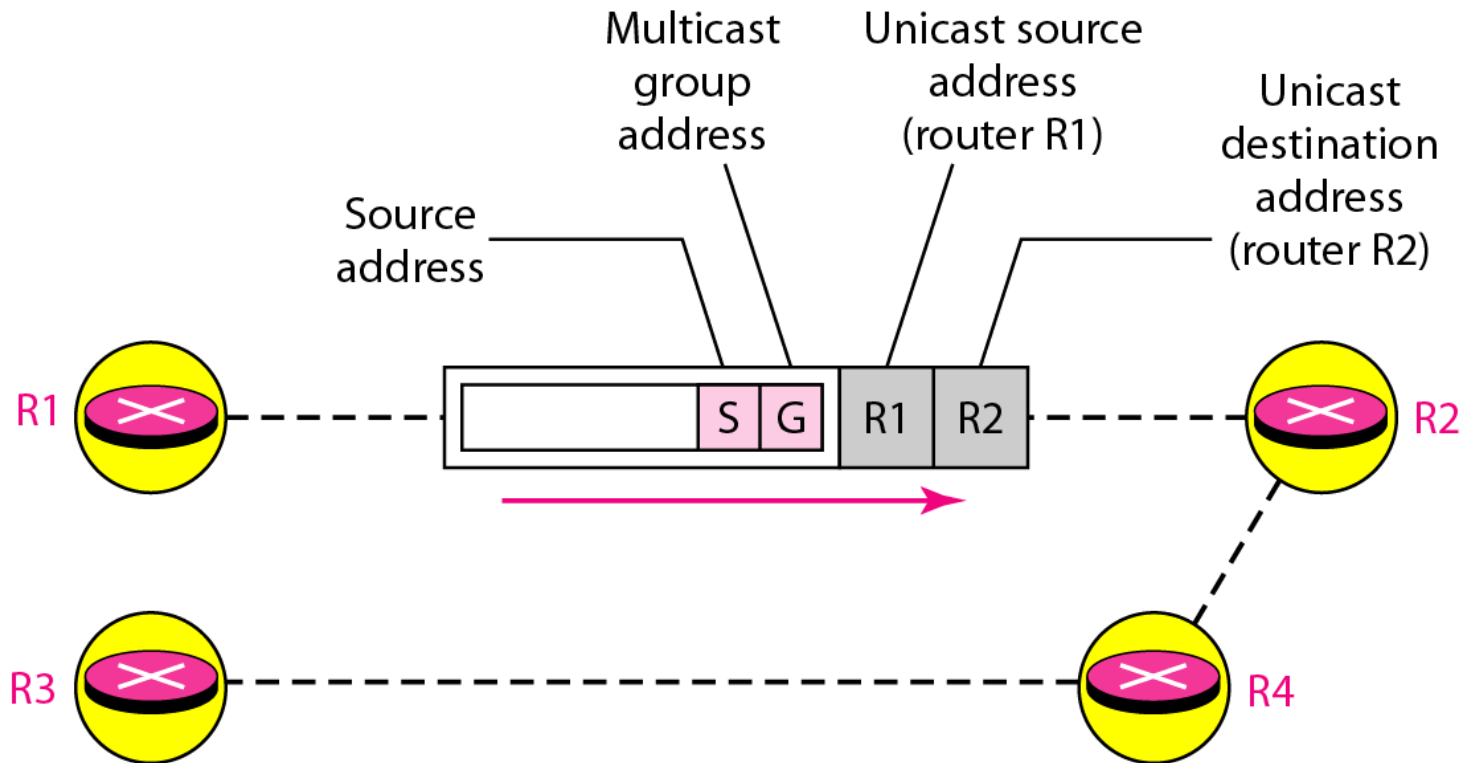 Multicast
group
address
Unicast source
address
(router R1)
Unicast
destination
address
(router R2)
Source
address
R1
S
G
R1
R2
R2
R3
R4